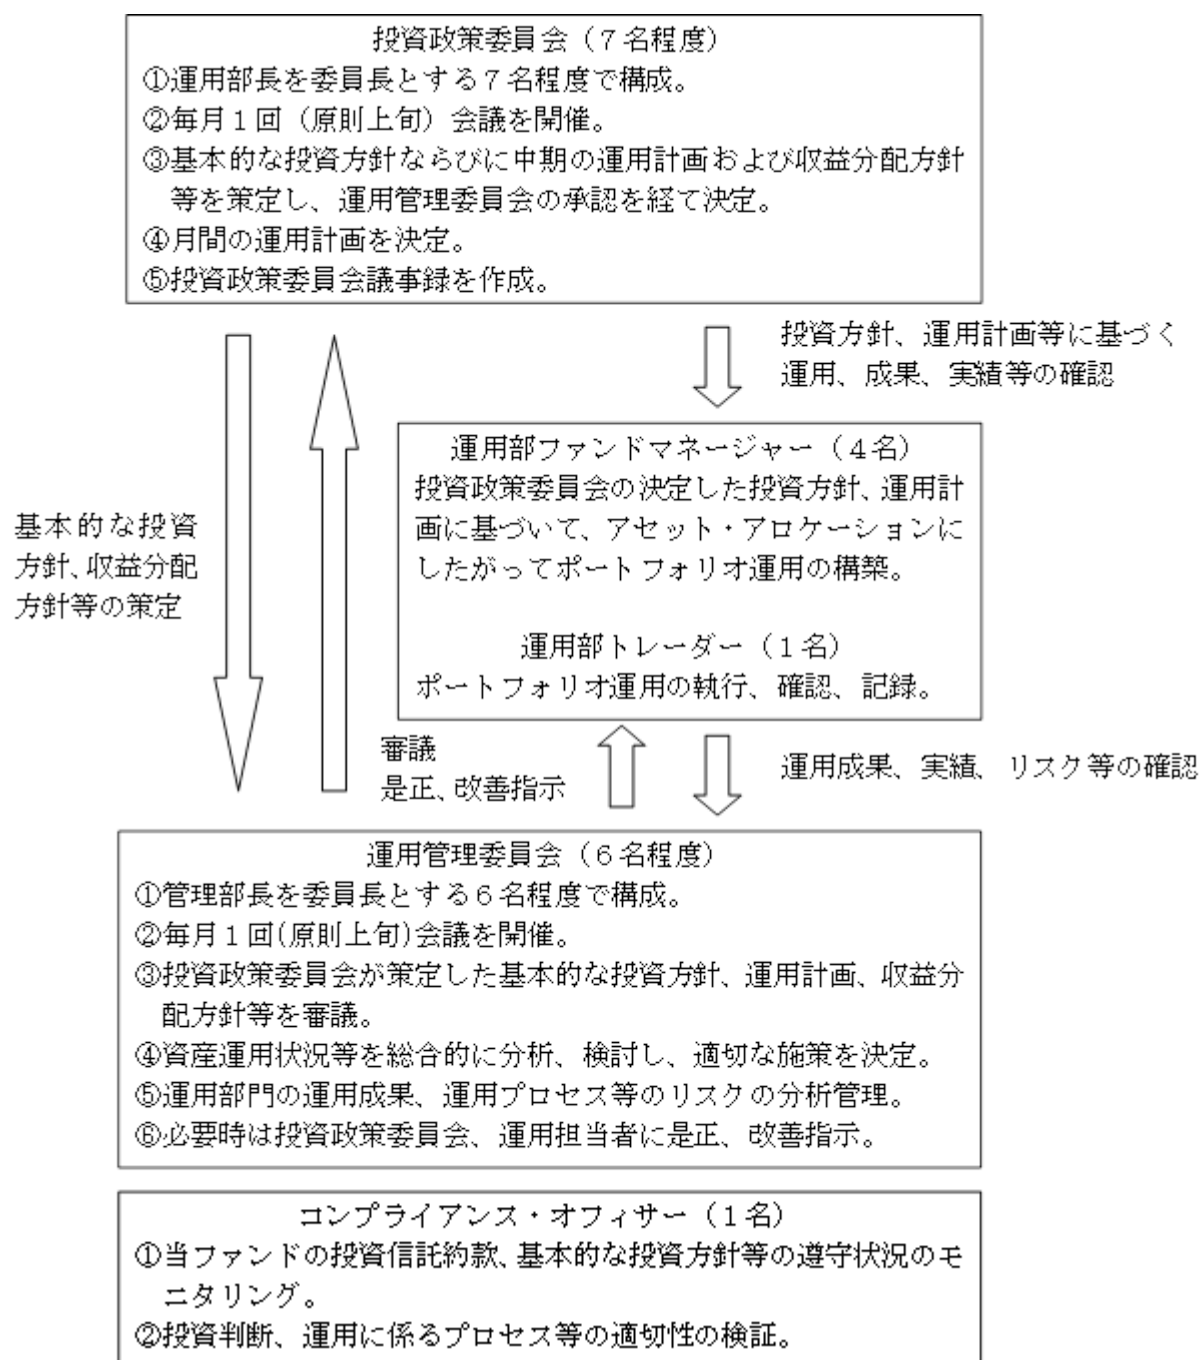 投資政策委員会（７名程度）
①運用部長を委員長とする７名程度で構成。
②毎月１回（原則上旬）会議を開催。
③基本的な投資方針ならびに中期の運用計画および収益分配方針
等を策定し、運用管理委員会の承認を経て決定。
④月間の運用計画を決定。
⑤投資政策委員会議事録を作成。
投資方針、運用計画等に基づく
運用、成果、実績等の確認
運用部ファンドマネージャー（４名）
投資政策委員会の決定した投資方針、運用計
画に基づいて、アセット・アロケーションに
したがってポートフォリオ運用の構築。
運用部トレーダー（１名）
ポートフォリオ運用の執行、確認、記録。
基本的な投資
方針、収益分配
方針等の策定
審議
是正、改善指示
運用成果、実績、リスク等の確認
運用管理委員会（６名程度）
①管理部長を委員長とする６名程度で構成。
②毎月１回(原則上旬)会議を開催。
③投資政策委員会が策定した基本的な投資方針、運用計画、収益分
配方針等を審議。
④資産運用状況等を総合的に分析、検討し、適切な施策を決定。
⑤運用部門の運用成果、運用プロセス等のリスクの分析管理。
⑥必要時は投資政策委員会、運用担当者に是正、改善指示。
コンプライアンス・オフィサー（１名）
①当ファンドの投資信託約款、基本的な投資方針等の遵守状況のモ
ニタリング。
②投資判断、運用に係るプロセス等の適切性の検証。